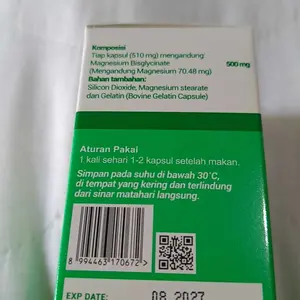 Komposisi
Tiap kapsul (510 mg) mengandung
Magnesium Bisglycinate 500 mg
(Mengandung Magnesium 70.48 mg)
Bahan tambahan:
Silicon Dioxide, Magnesium stearate
dan Gelatin (Bovine Gelatin Capsule)
Aturan Pakai
1 kali sehari 1-2 kapsul setelah makan.
Simpan pada suhu di bawah 30°C,
di tempat yang kering dan terlindung
dari sinar matahari langsung.
8 994463 170672 >
EXP DATE: 08 2027